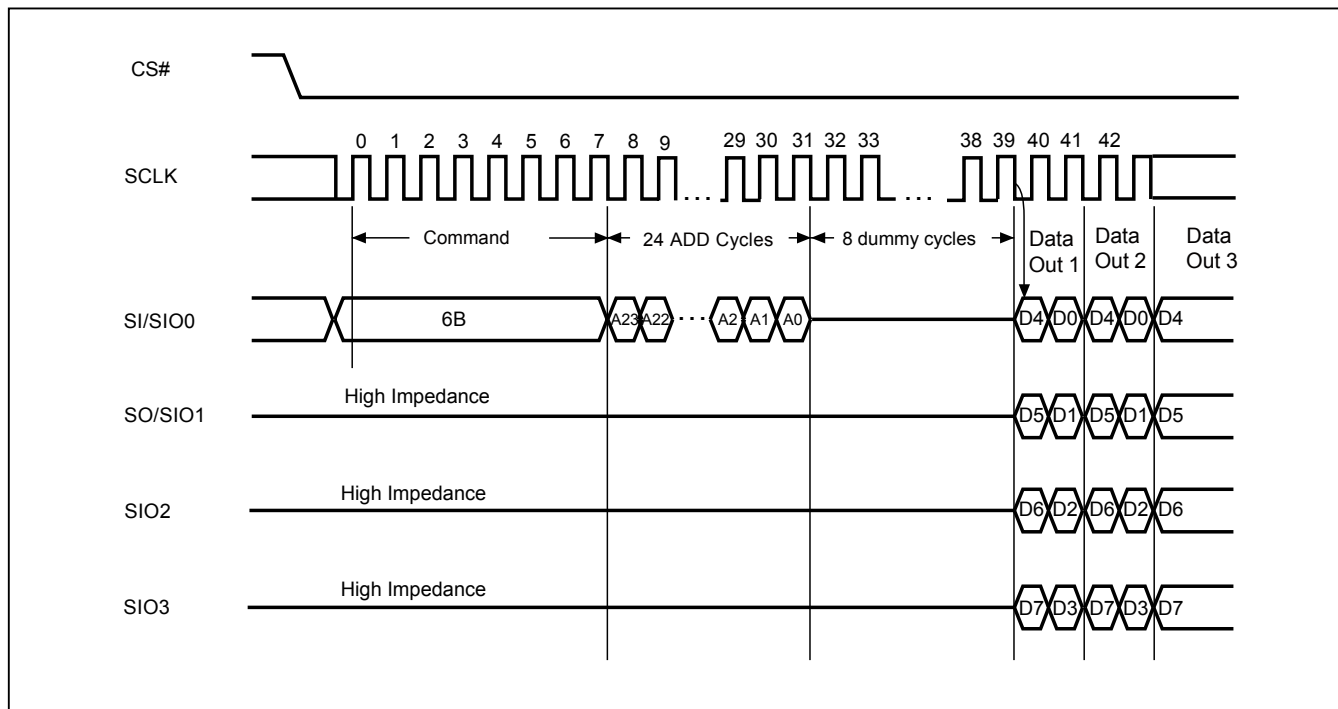 CS#
0 1 2 3 4 5 6 7 8 9 29 30 31 32 33 38 39 40 41 42
SCLK
Command 24 ADD Cycles 8 dummy cycles Data Out 1 Data Out 2 Data Out 3
SI/SIO0 6B A23 A22 A2 A1 A0 D4 D0 D4 D0 D4
High Impedance
SO/SIO1 D5 D1 D5 D1 D5
High Impedance
SIO2 D6 D2 D6 D2 D6
High Impedance
SIO3 D7 D3 D7 D3 D7